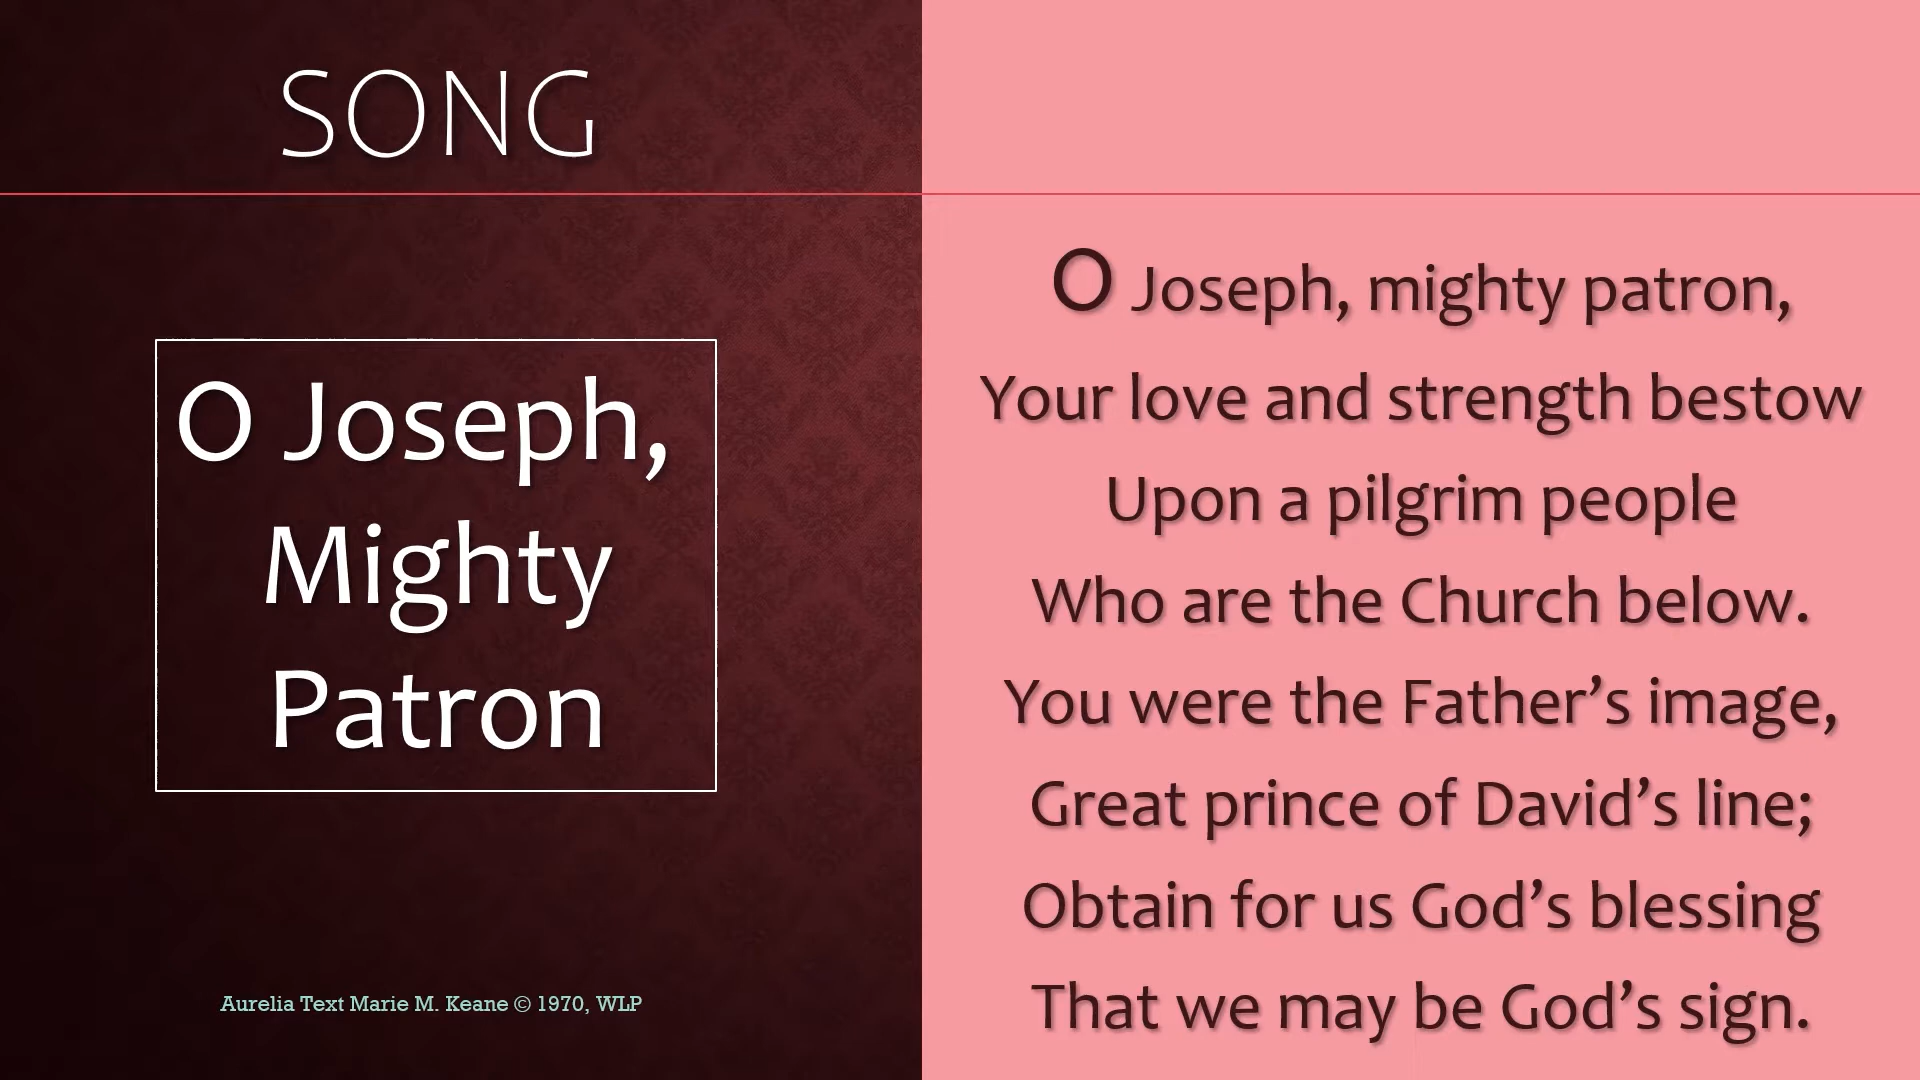 SONG
O Joseph,
Mighty
Patron
Aurelia Text Marie M. Keane © 1970, WLP
O Joseph, mighty patron,
Your love and strength bestow
Upon a pilgrim people
Who are the Church below.
You were the Father’s image,
Great prince of David’s line;
Obtain for us God’s blessing
That we may be God’s sign.